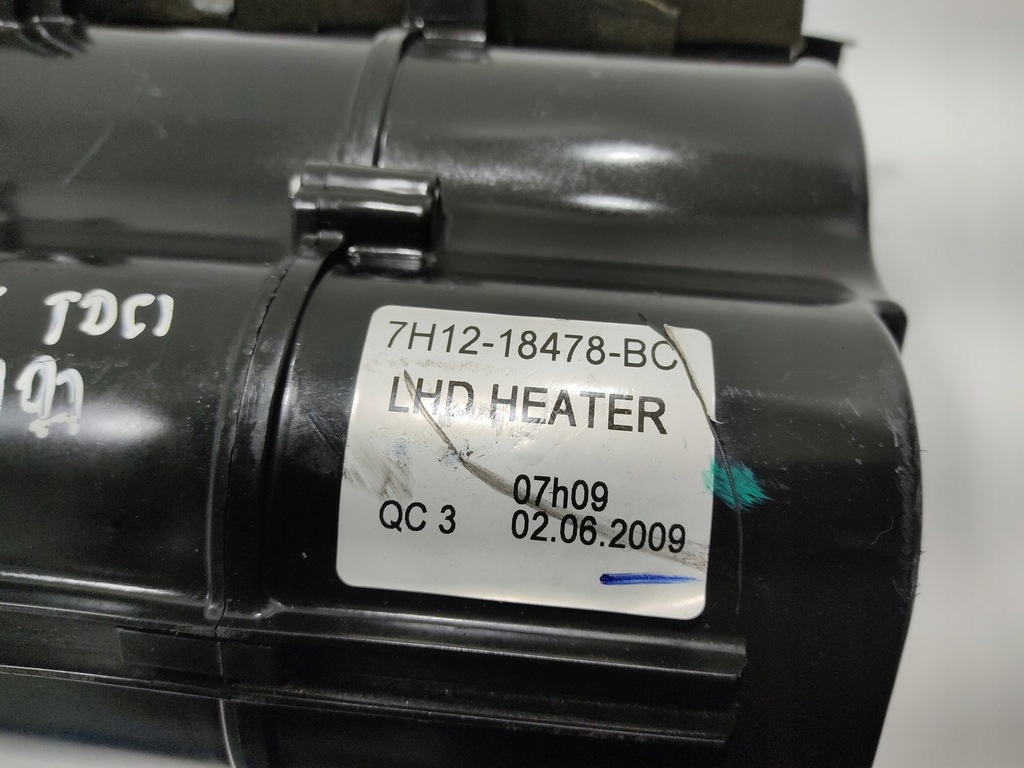 7H12-18478-BC
LHD HEATER
07h09
QC 3 02.06.2009
TDCI